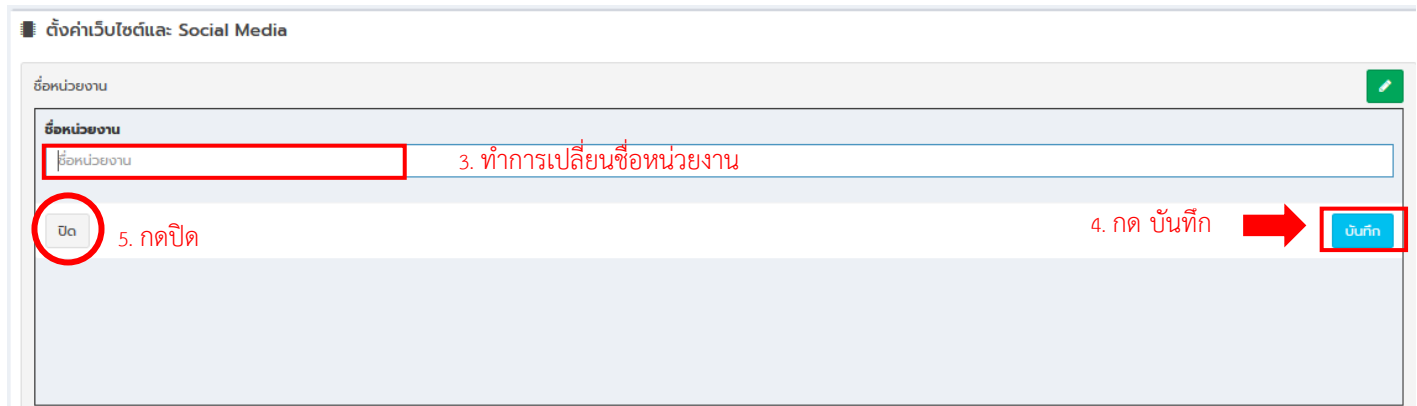 ตั้งค่าเว็บไซต์และ Social Media
ชื่อหน่วยงาน
ชื่อหน่วยงาน
ชื่อหน่วยงาน 3. ทำการเปลี่ยนชื่อหน่วยงาน
ปิด 5. กดปิด 4. กด บันทึก บันทึก